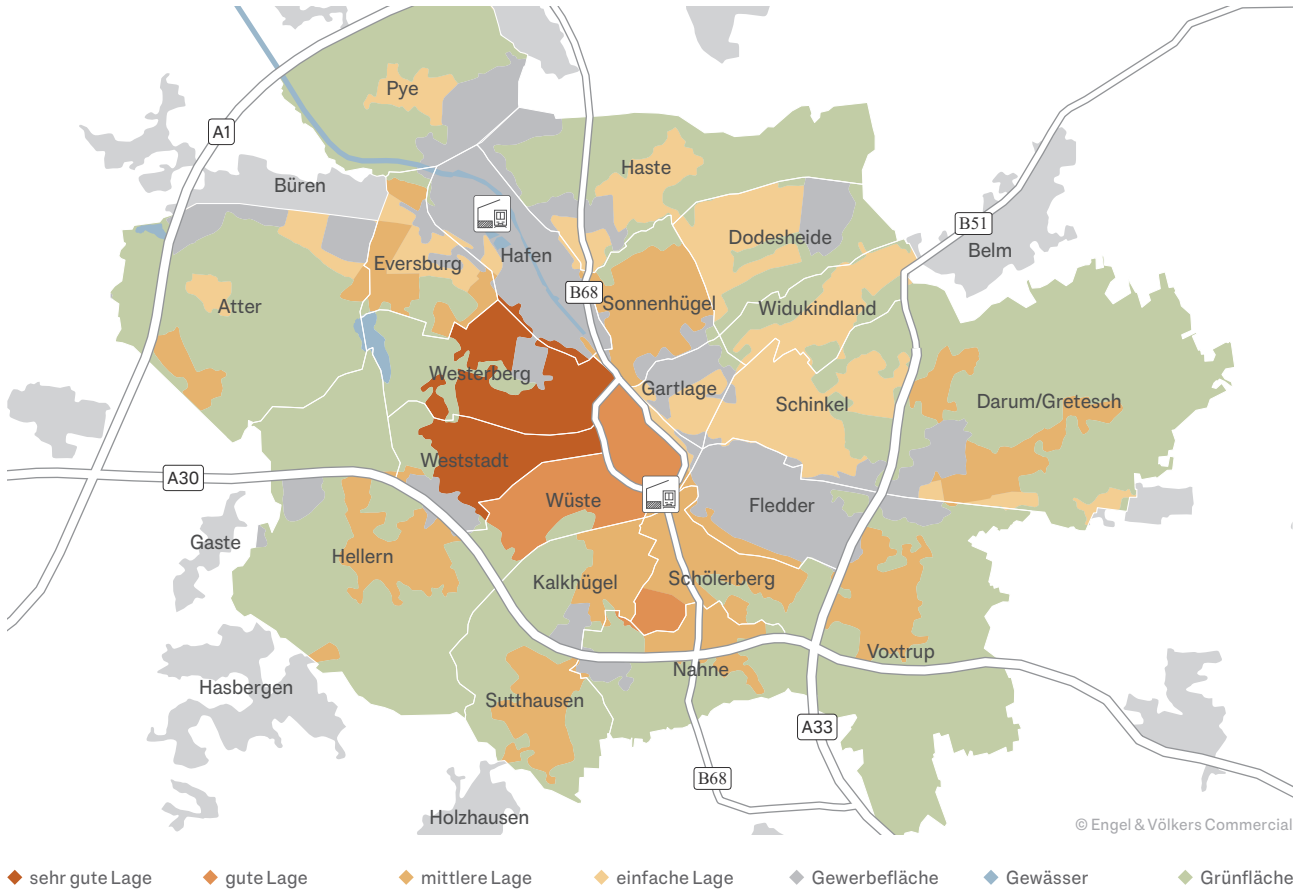 Pye
A1
Haste
Büren
Dodesheide
B51
Belm
Hafen
Eversburg
B68
Sonnenhügel
Widukindland
Atter
Westerberg
Gartlage
Schinkel
Darum/Gretesch
Weststadt
A30
Wüste
Fledder
Gaste
Hellern
Kalkhügel
Schölerberg
Voxtrup
Nahne
Hasbergen
Sutthausen
A33
B68
Holzhausen
© Engel & Völkers Commercial
sehr gute Lage gute Lage mittlere Lage einfache Lage Gewerbefläche Gewässer Grünfläche